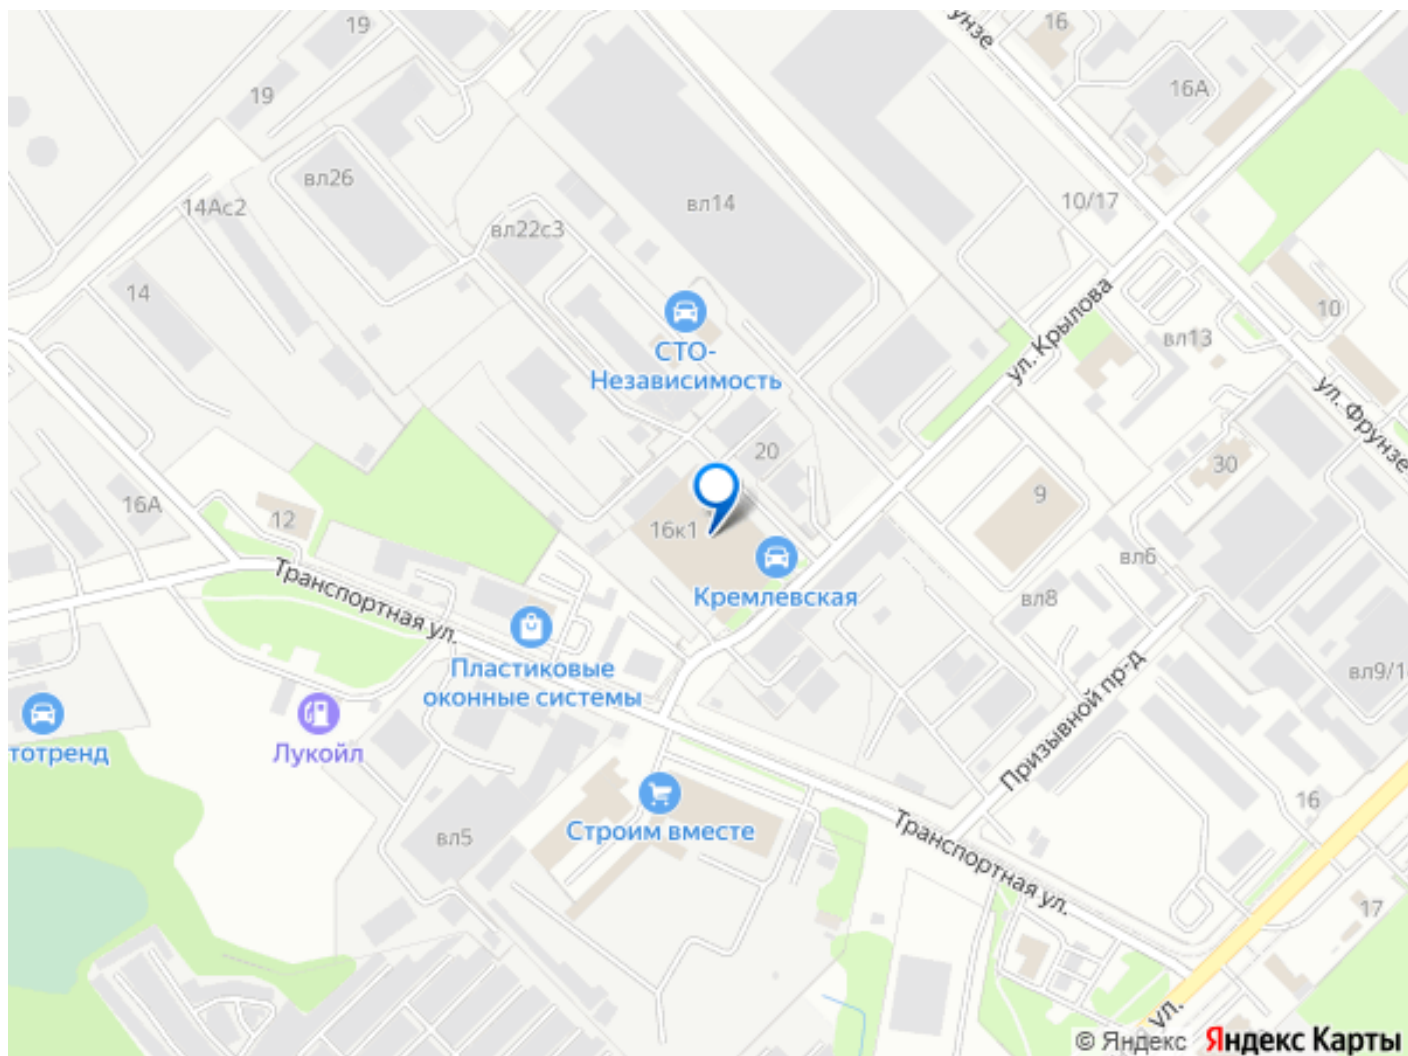 19
унзе
16
16А
19
вл26
14Ас2
вл14
10/17
вл22с3
14
ул. Крылова
10
вл13
СТО-
Независимость
ул. Фрунзе
20
30
9
16А
12
16к1
вл6
Кремлевская
вл8
Транспортная ул.
Пластиковые
оконные системы
Призывной пр-д
вл9/1
тотренд
Лукойл
16
Строим вместе
вл5
Транспортная ул.
17
ул.
© Яндекс Яндекс Карты